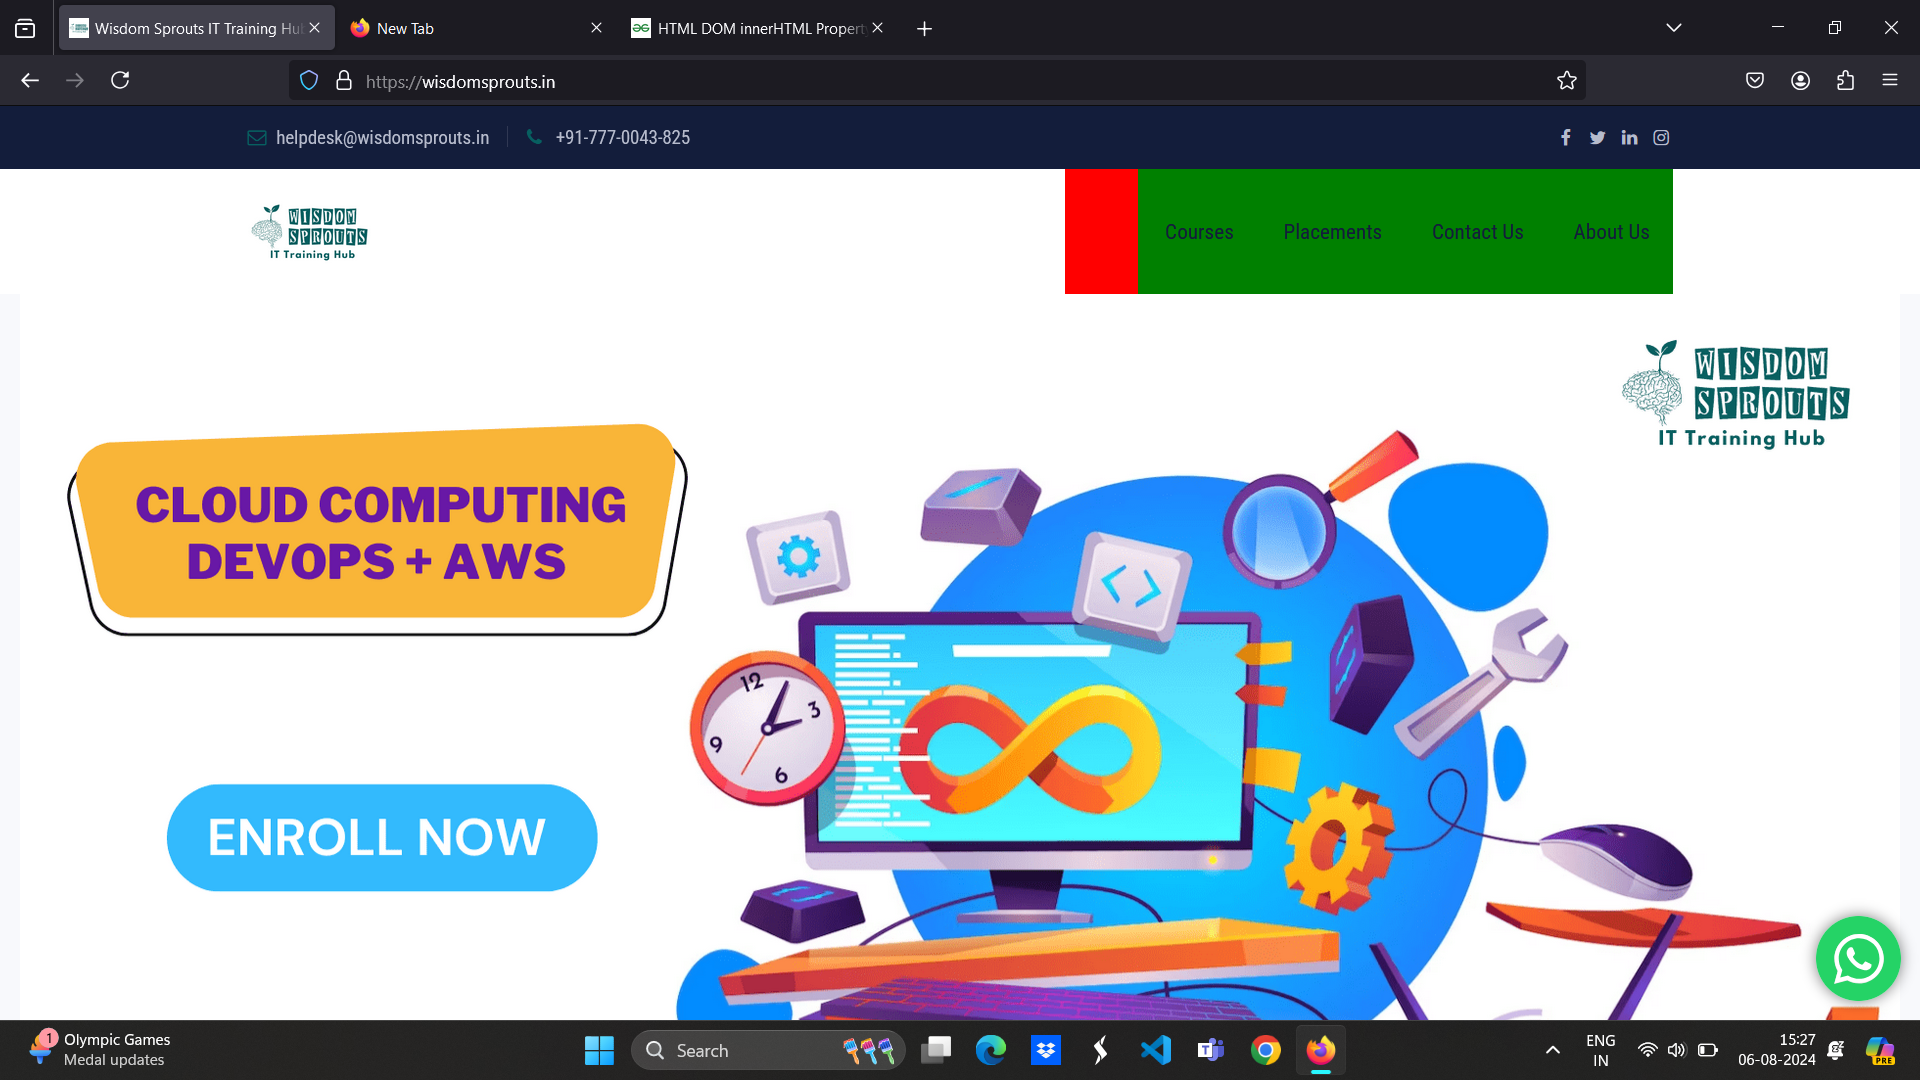 Wisdom Sprouts IT Training Hub
New Tab
HTML DOM innerHTML Property
https://wisdomsprouts.in
helpdesk@wisdomsprouts.in
+91-777-0043-825
WISDOM
SPROUTS
IT Training Hub
Courses
Placements
Contact Us
About Us
WISDOM
SPROUTS
IT Training Hub
CLOUD COMPUTING
DEVOPS + AWS
12
3
6
9
ENROLL NOW
1
Olympic Games
Medal updates
Search
ENG
IN
15:27
06-08-2024
PRE